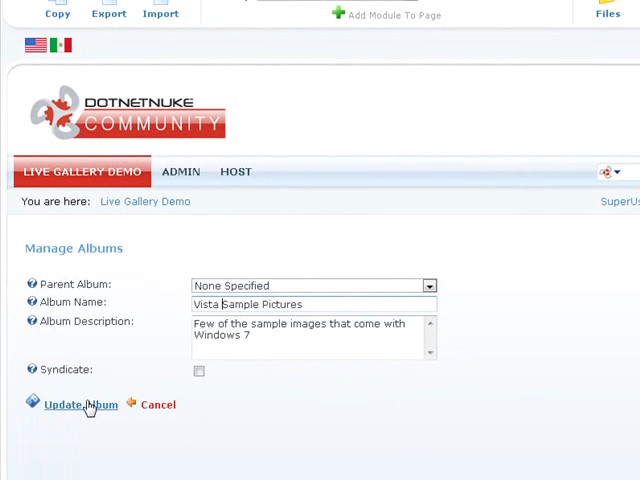 Copy Export Import Add Module To Page Files
DOTNETNUKE
COMMUNITY
LIVE GALLERY DEMO ADMIN HOST
You are here: Live Gallery Demo
Manage Albums
Parent Album: None Specified
Album Name: Vista Sample Pictures
Album Description: Few of the sample images that come with
Windows 7
Syndicate:
Update Album Cancel